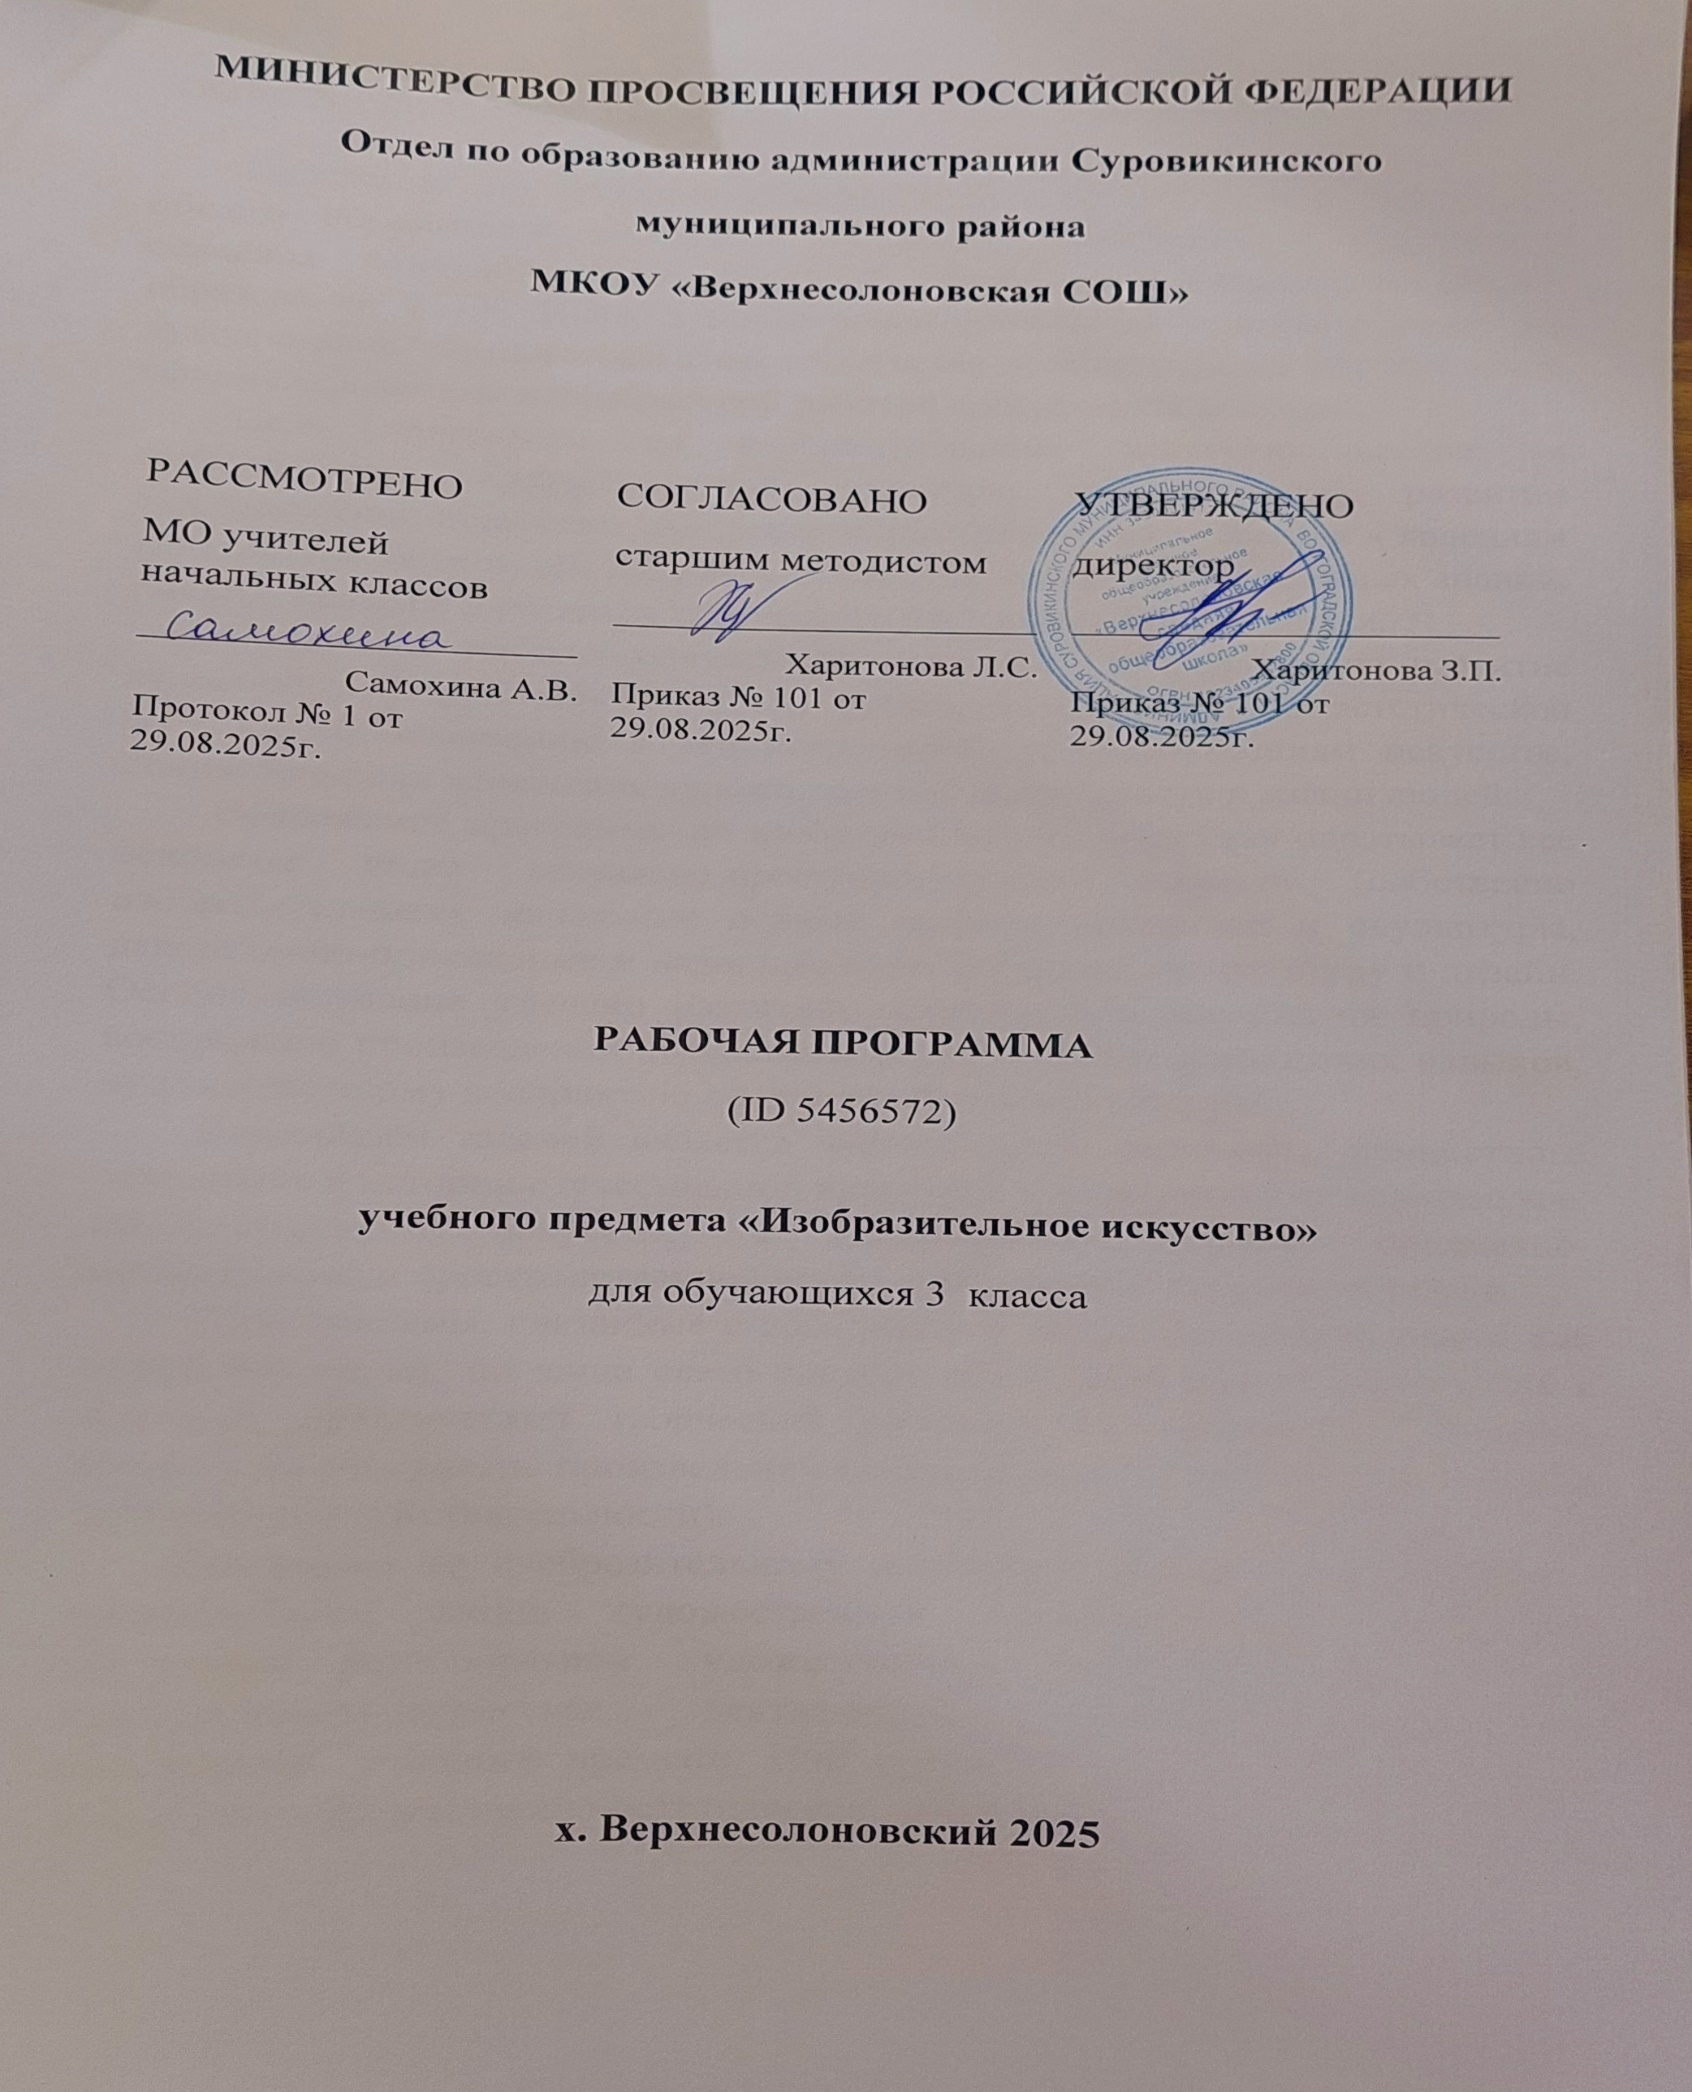 МИНИСТЕРСТВО ПРОСВЕЩЕНИЯ РОССИЙСКОЙ ФЕДЕРАЦИИ
Отдел по образованию администрации Суровикинского
муниципального района
МКОУ «Верхнесолоновская СОШ»
РАССМОТРЕНО
МО учителей
начальных классов
Самохина
Самохина А.В.
Протокол № 1 от
29.08.2025г.
СОГЛАСОВАНО
старшим методистом
Харитонова Л.С.
Приказ № 101 от
29.08.2025г.
УТВЕРЖДЕНО
директор
Харитонова З.П.
Приказ № 101 от
29.08.2025г.
общеобразовательная
школа»
РАБОЧАЯ ПРОГРАММА
(ID 5456572)
учебного предмета «Изобразительное искусство»
для обучающихся 3 класса
х. Верхнесолоновский 2025